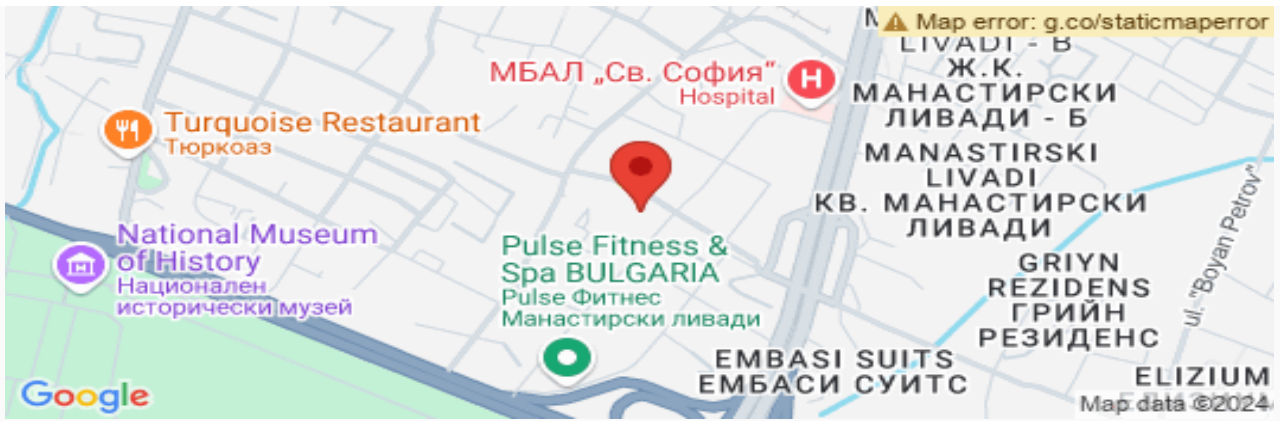 Map error: g.co/staticmaperror
LIVADI - B
Ж.К.
МАНАСТИРСКИ
ЛИВАДИ - Б
МБАЛ „Св. София“
Hospital
H
Turquoise Restaurant
Тюркоаз
MANASTIRSKI
LIVADI
КВ. МАНАСТИРСКИ
ЛИВАДИ
ul. "Boyan Petrov"
National Museum
of History
Национален
исторически музей
Pulse Fitness &
Spa BULGARIA
Pulse Фитнес
Манастирски ливади
GRIYN
REZIDENS
ГРИЙН
РЕЗИДЕНС
EMBASI SUITS
ЕМБАСИ СУИТС
ELIZIUM
Google
Map data ©2024